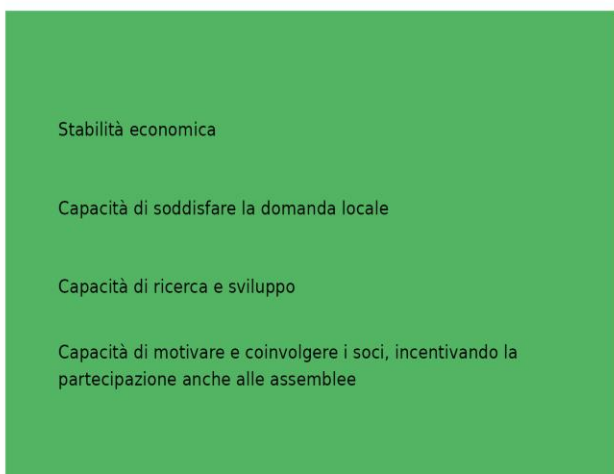 Stabilità economica
Capacità di soddisfare la domanda locale
Capacità di ricerca e sviluppo
Capacità di motivare e coinvolgere i soci, incentivando la
partecipazione anche alle assemblee